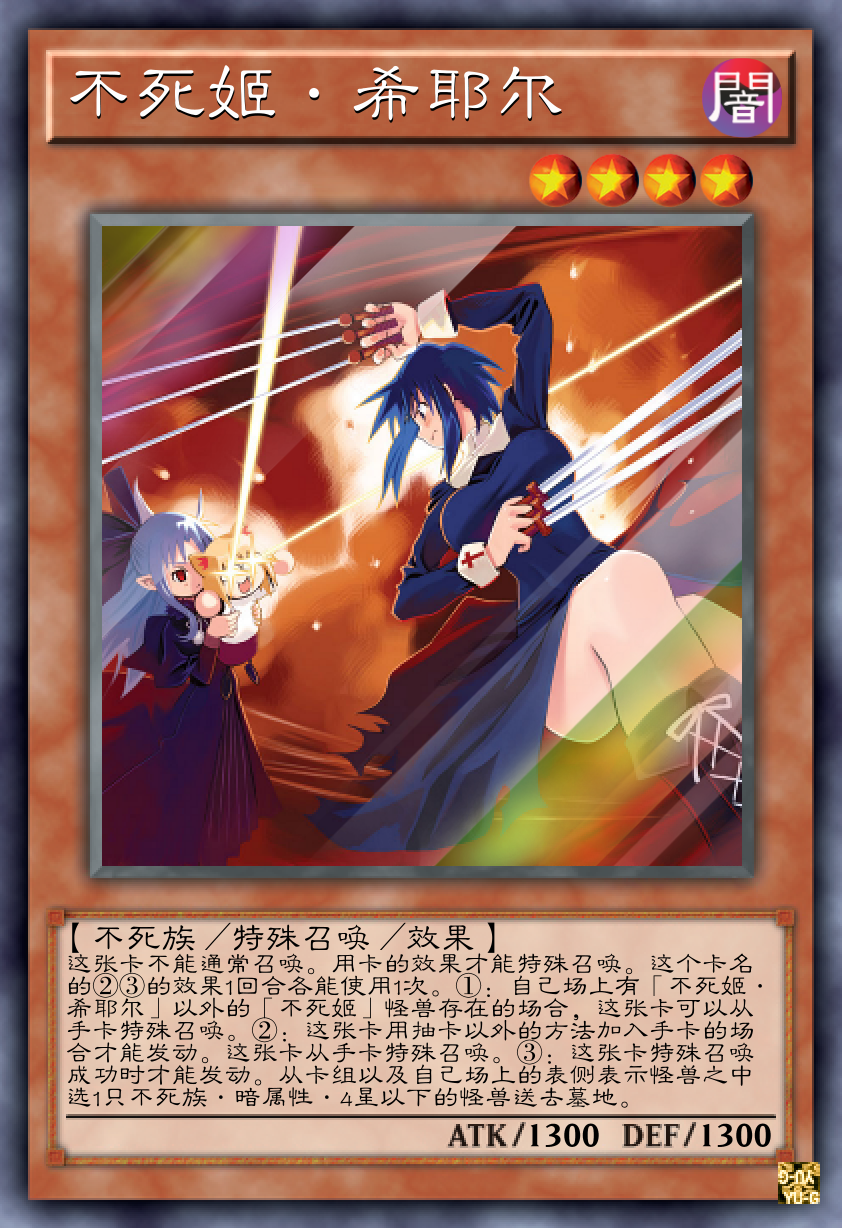 不死姬·希耶尔
闇
【不死族／特殊召唤／效果】
这张卡不能通常召唤。用卡的效果才能特殊召唤。这个卡名
的②③的效果1回合各能使用1次。①：自己场上有「不死姬·
希耶尔」以外的「不死姬」怪兽存在的场合，这张卡可以从
手卡特殊召唤。②：这张卡用抽卡以外的方法加入手卡的场
合才能发动。这张卡从手卡特殊召唤。③：这张卡特殊召唤
成功时才能发动。从卡组以及自己场上的表侧表示怪兽之中
选1只不死族·暗属性·4星以下的怪兽送去墓地。
ATK/1300 DEF/1300
YU-G